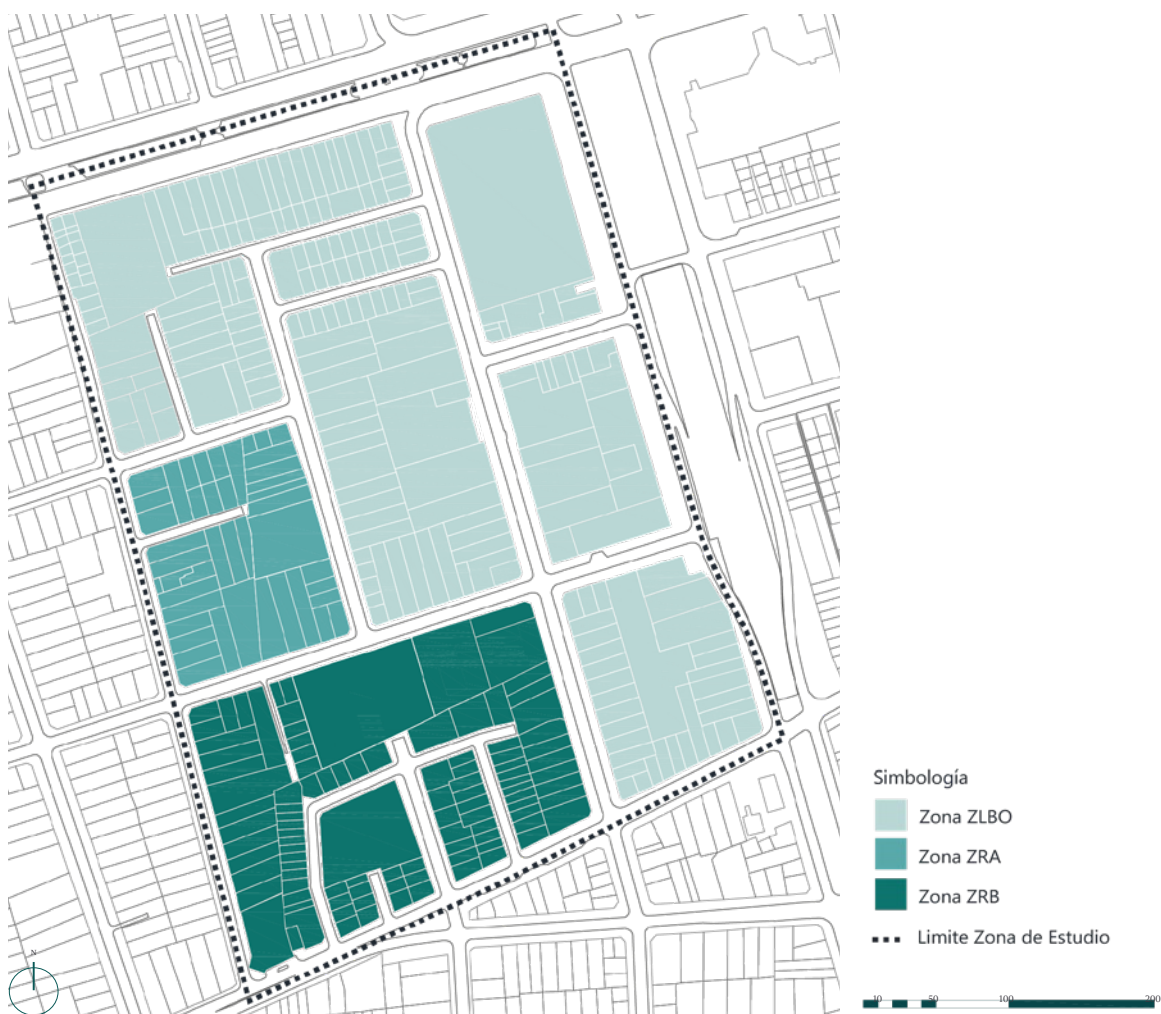 Simbología
Zona ZLBO
Zona ZRA
Zona ZRB
Limite Zona de Estudio
N
10 50 100 200